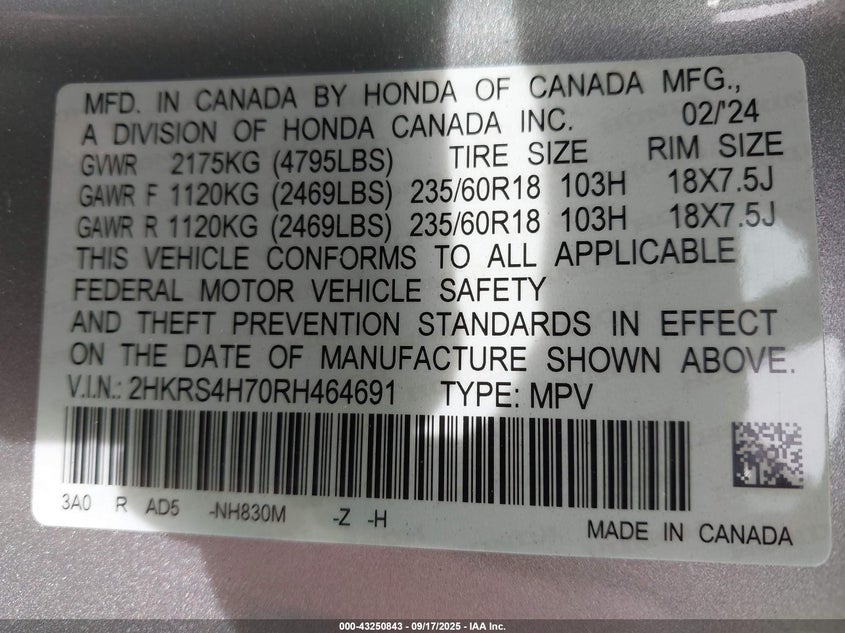 MFD. IN CANADA BY HONDA OF CANADA MFG.,
A DIVISION OF HONDA CANADA INC. 02/'24
GVWR 2175KG (4795LBS) TIRE SIZE RIM SIZE
GAWR F 1120KG (2469LBS) 235/60R18 103H 18X7.5J
GAWR R 1120KG (2469LBS) 235/60R18 103H 18X7.5J
THIS VEHICLE CONFORMS TO ALL APPLICABLE
FEDERAL MOTOR VEHICLE SAFETY
AND THEFT PREVENTION STANDARDS IN EFFECT
ON THE DATE OF MANUFACTURE SHOWN ABOVE.
V.I.N.: 2HKRS4H70RH464691 TYPE: MPV
3A0 R AD5 -NH830M -Z -H
MADE IN CANADA
000-43250843 - 09/17/2025 - IAA Inc.